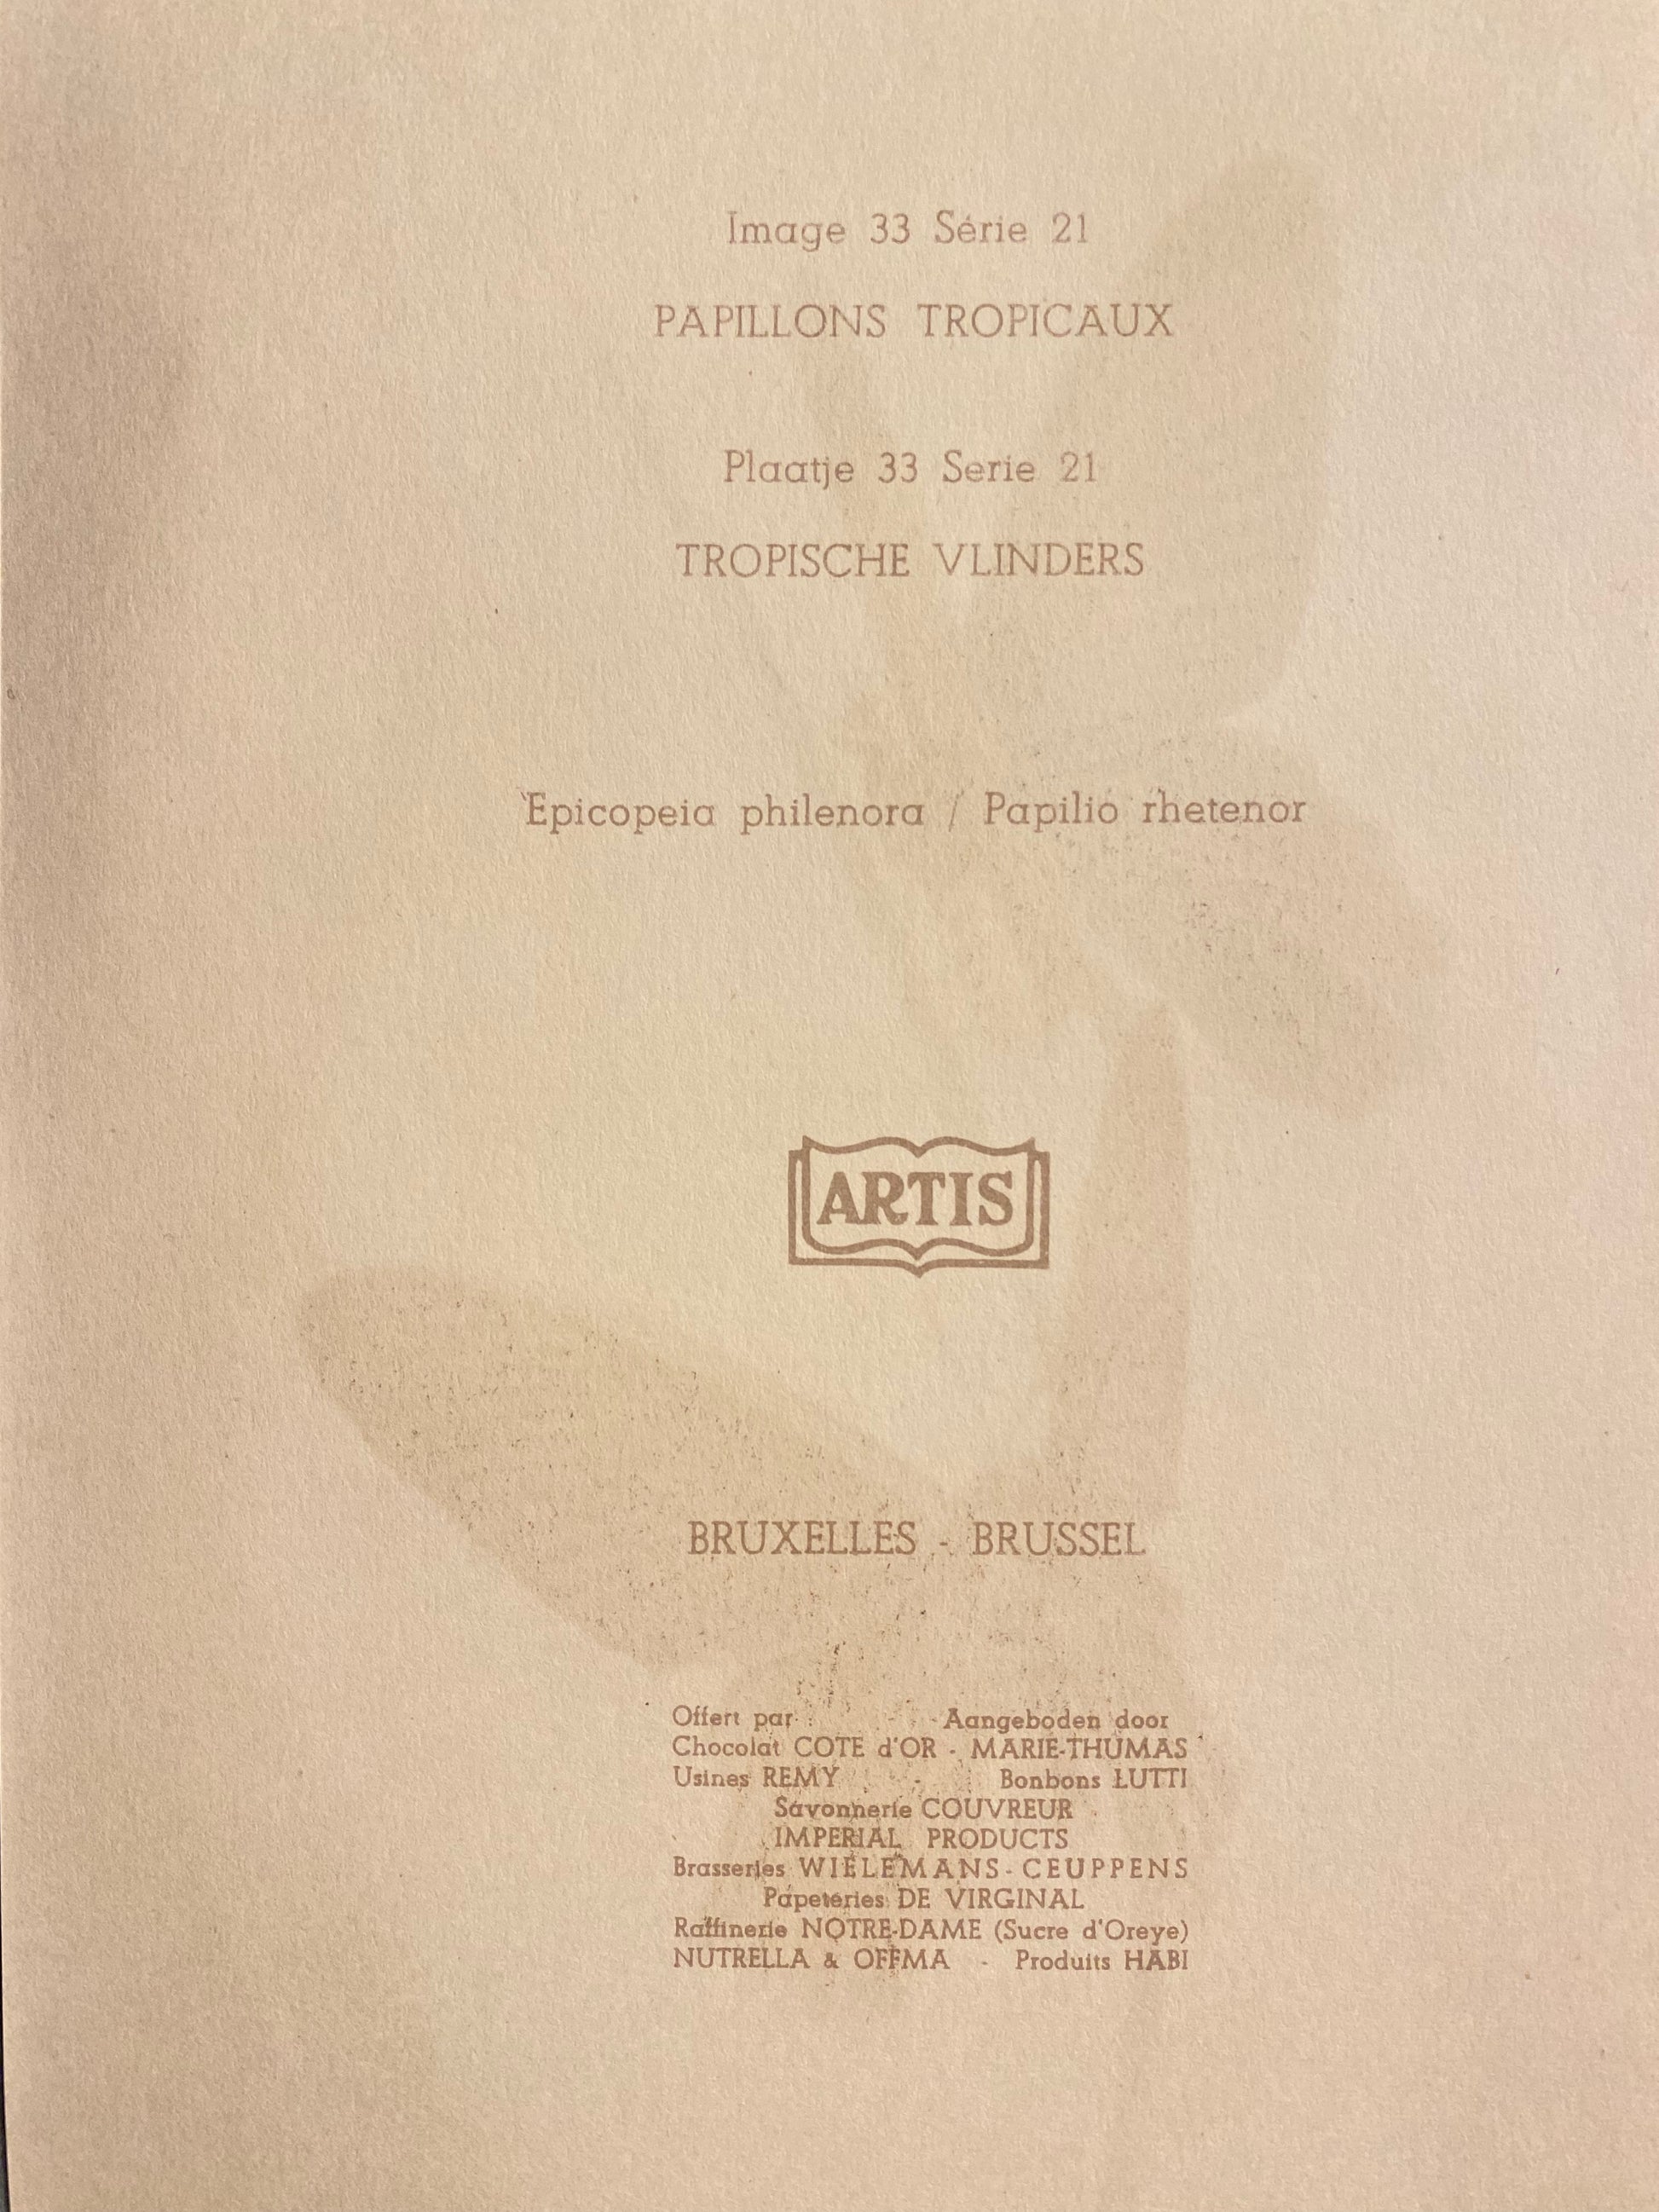 Image 33 Série 21
PAPILLONS TROPICAUX
Plaatje 33 Serie 21
TROPISCHE VLINDERS
Epicopeia philenora / Papilio rhetenor
ARTIS
BRUXELLES - BRUSSEL
Offert par - Aangeboden door
Chocolat COTE d'OR - MARIE-THUMAS
Usines REMY - Bonbons LUTTI
Savonnerie COUVREUR
IMPERIAL PRODUCTS
Brasseries WIELEMANS-CEUPPENS
Papeteries DE VIRGINAL
Raffinerie NOTRE-DAME (Sucre d'Oreye)
NUTRELLA & OFFMA - Produits HABI